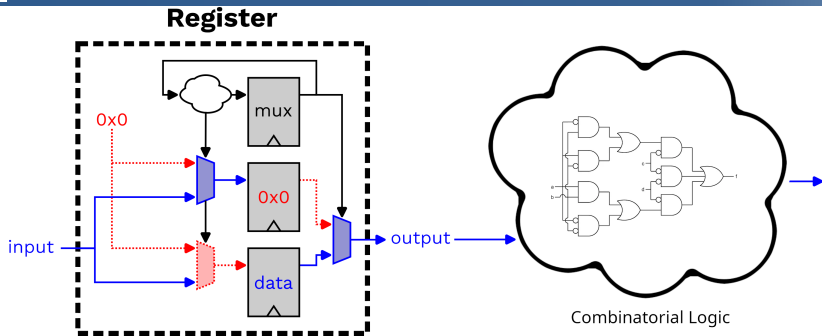 Register
0x0
mux
0x0
input
output
data
a
b
c
d
f
Combinatorial Logic